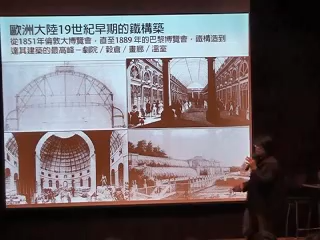 歐洲大陸19世紀早期的鐵構築
從1851年倫敦大博覽會，直至1889 年的巴黎博覽會，鐵構造到
達其建築的最高峰－劇院／穀倉／畫廊／溫室